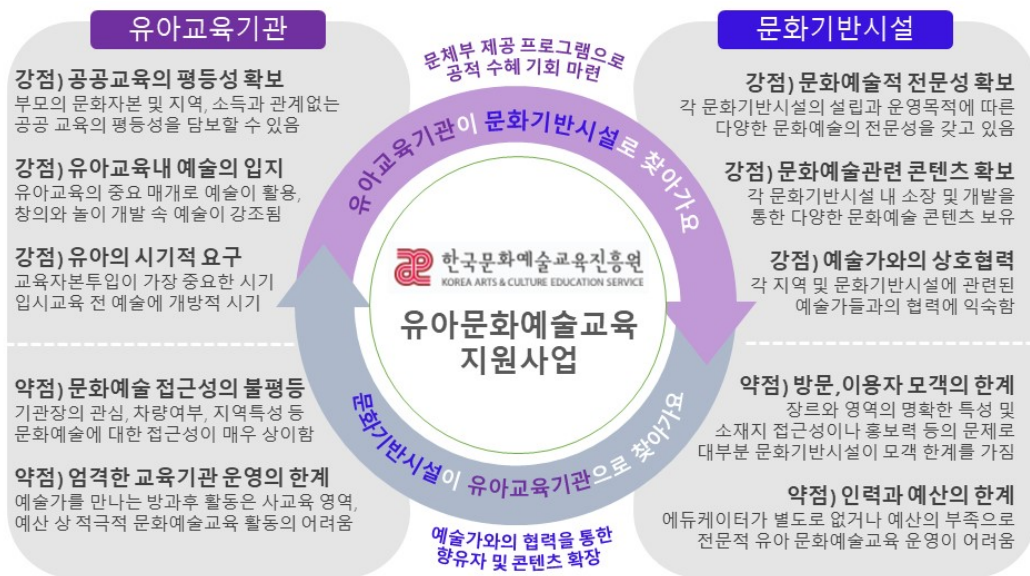 유아교육기관
강점) 공공교육의 평등성 확보
부모의 문화자본 및 지역, 소득과 관계없는
공공 교육의 평등성을 담보할 수 있음
강점) 유아교육내 예술의 입지
유아교육의 중요 매개로 예술이 활용,
창의와 놀이 개발 속 예술이 강조됨
강점) 유아의 시기적 요구
교육자본투입이 가장 중요한 시기
입시교육 전 예술에 개방적 시기
약점) 문화예술 접근성의 불평등
기관장의 관심, 차량여부, 지역특성 등
문화예술에 대한 접근성이 매우 상이함
약점) 엄격한 교육기관 운영의 한계
예술가를 만나는 방과후 활동은 사교육 영역,
예산 상 적극적 문화예술교육 활동의 어려움
문체부 제공 프로그램으로
공적 수혜 기회 마련
유아교육기관이 문화기반시설로 찾아가요
한국문화예술교육진흥원
KOREA ARTS & CULTURE EDUCATION SERVICE
유아문화예술교육
지원사업
문화기반시설이 유아교육기관으로 찾아가요
예술가와의 협력을 통한
향유자 및 콘텐츠 확장
문화기반시설
강점) 문화예술적 전문성 확보
각 문화기반시설의 설립과 운영목적에 따른
다양한 문화예술의 전문성을 갖고 있음
강점) 문화예술관련 콘텐츠 확보
각 문화기반시설 내 소장 및 개발을
통한 다양한 문화예술 콘텐츠 보유
강점) 예술가와의 상호협력
각 지역 및 문화기반시설에 관련된
예술가들과의 협력에 익숙함
약점) 방문, 이용자 모객의 한계
장르와 영역의 명확한 특성 및
소재지 접근성이나 홍보력 등의 문제로
대부분 문화기반시설이 모객 한계를 가짐
약점) 인력과 예산의 한계
에듀케이터가 별도로 없거나 예산의 부족으로
전문적 유아 문화예술교육 운영이 어려움